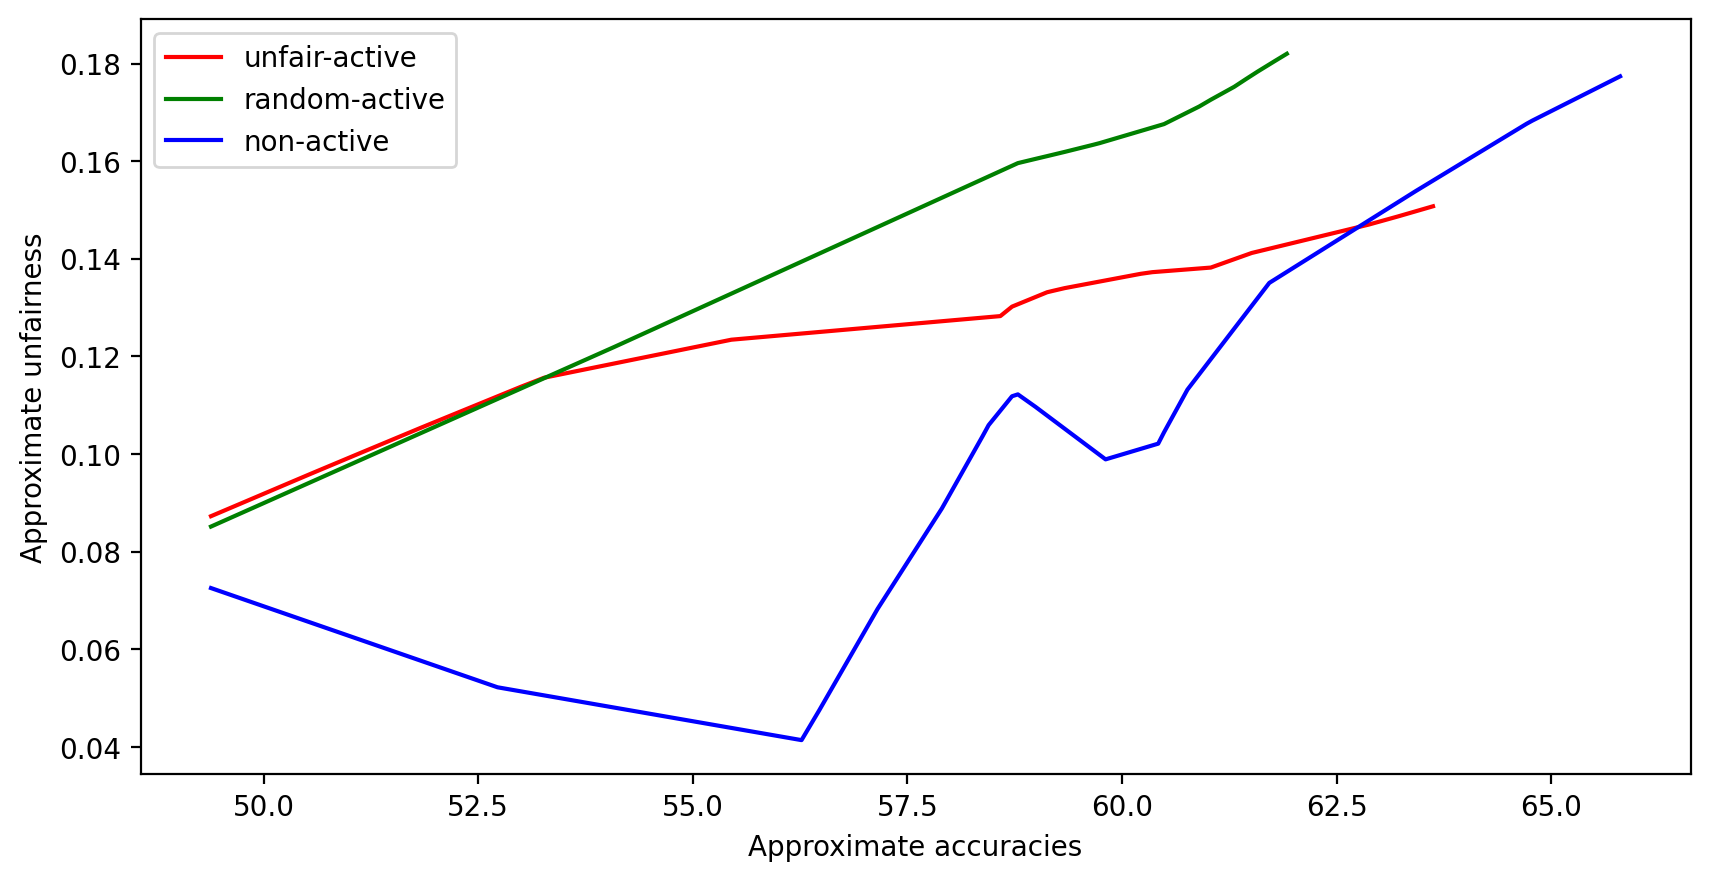 unfair-active
random-active
non-active
Approximate unfairness
0.18
0.16
0.14
0.12
0.10
0.08
0.06
0.04
50.0 52.5 55.0 57.5 60.0 62.5 65.0
Approximate accuracies